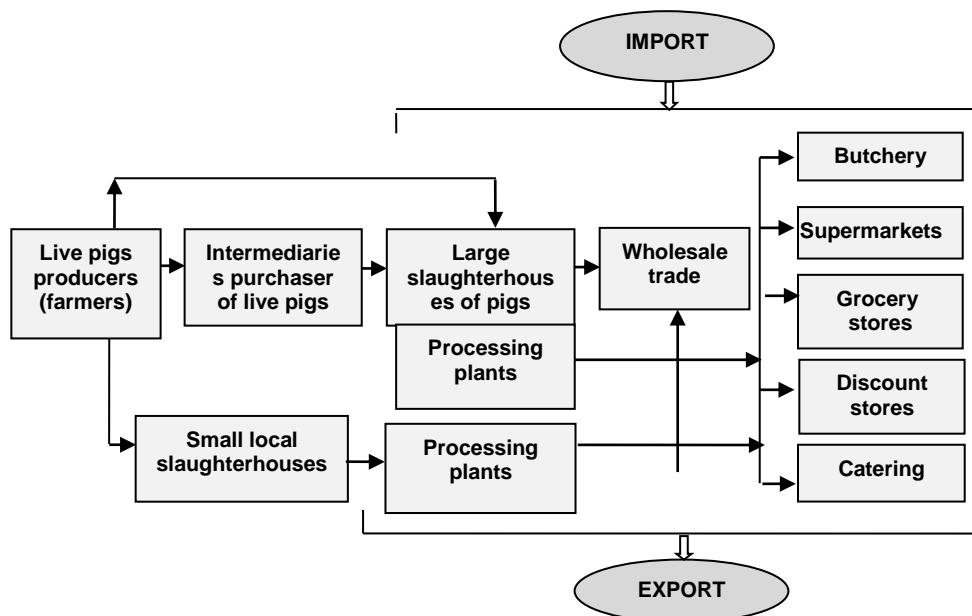 IMPORT
Butchery
Supermarkets
Live pigs
producers
(farmers)
Intermediarie
s purchaser
of live pigs
Large
slaughterhous
es of pigs
Wholesale
trade
Grocery
stores
Processing
plants
Discount
stores
Small local
slaughterhouses
Processing
plants
Catering
EXPORT